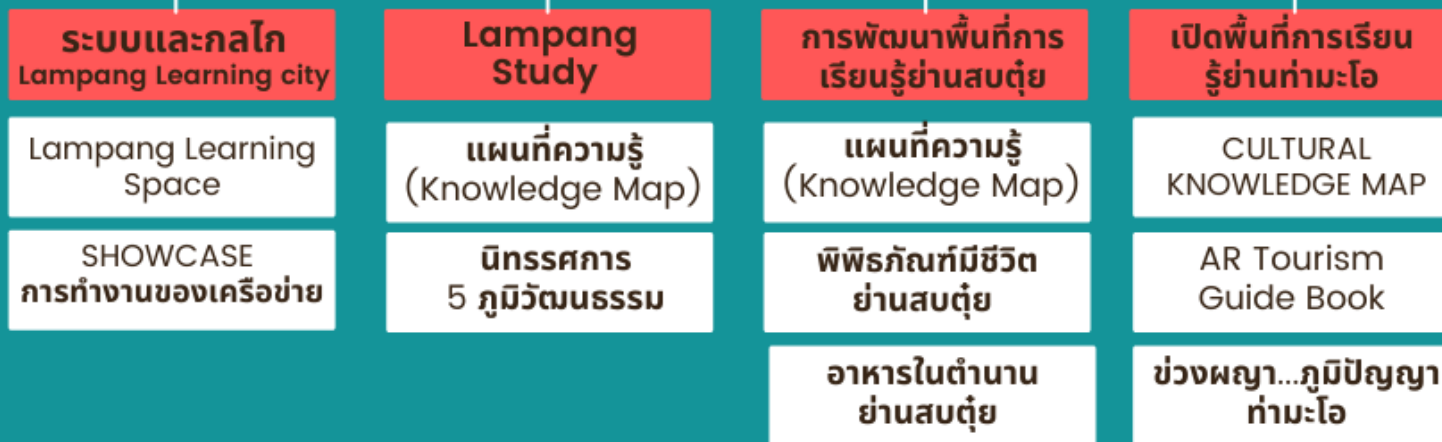 ระบบและกลไก
Lampang Learning city
Lampang Learning
Space
SHOWCASE
การทำงานของเครือข่าย
Lampang
Study
แผนที่ความรู้
(Knowledge Map)
นิทรรศการ
5 ภูมิวัฒนธรรม
การพัฒนาพื้นที่การ
เรียนรู้ย่านสบตุ๋ย
แผนที่ความรู้
(Knowledge Map)
พิพิธภัณฑ์มีชีวิต
ย่านสบตุ๋ย
อาหารในตำนาน
ย่านสบตุ๋ย
เปิดพื้นที่การเรียน
รู้ย่านท่ามะโอ
CULTURAL
KNOWLEDGE MAP
AR Tourism
Guide Book
ข่วงผญา...ภูมิปัญญา
ท่ามะโอ